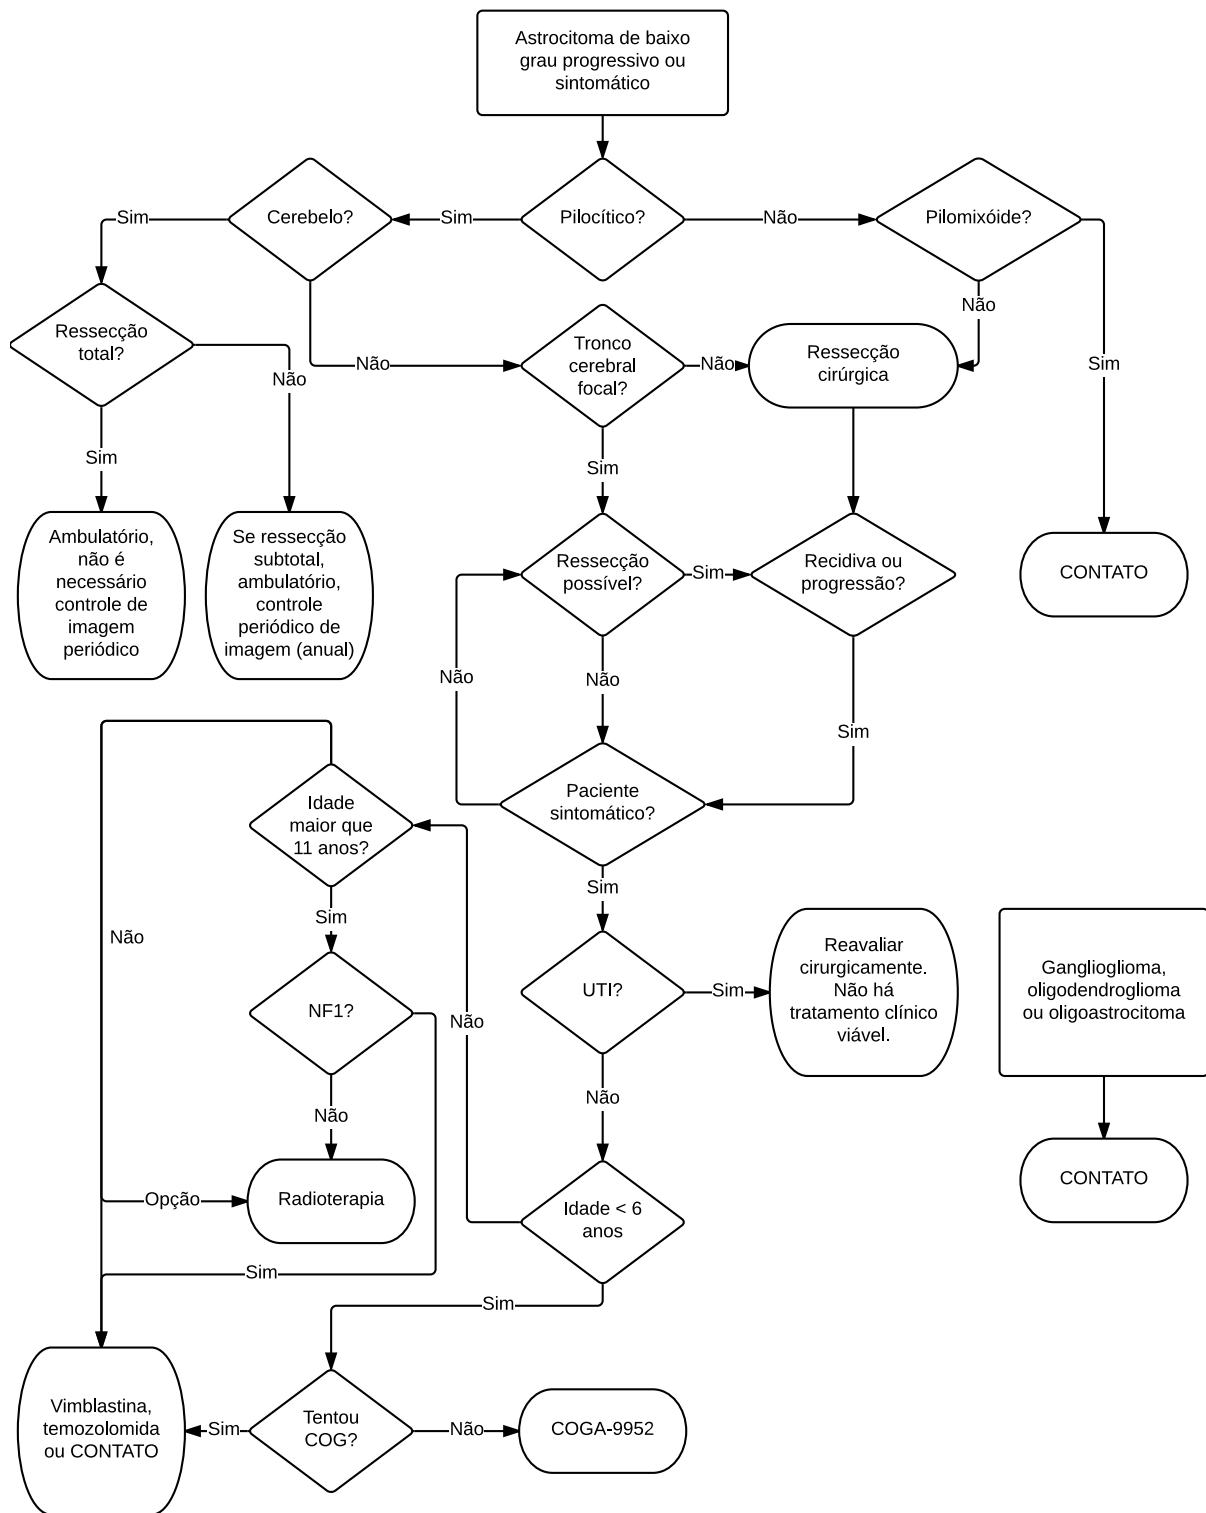 Astrocitoma de baixo
grau progressivo ou
sintomático
Cerebelo?
Sim
Pilocítico?
Sim
Não
Pilomixóide?
Ressecção
total?
Não
Não
Tronco
cerebral
focal?
Não
Ressecção
cirúrgica
Não
Sim
Sim
Sim
Ambulatório,
não é
necessário
controle de
imagem
periódico
Se ressecção
subtotal,
ambulatório,
controle
periódico de
imagem (anual)
Ressecção
possível?
Sim
Recidiva ou
progressão?
CONTATO
Não
Não
Sim
Paciente
sintomático?
Idade
maior que
11 anos?
Sim
Sim
Não
NF1?
Não
UTI?
Sim
Reavaliar
cirurgicamente.
Não há
tratamento clínico
viável.
Ganglioglioma,
oligodendroglioma
ou oligoastrocitoma
Não
Não
Opção
Radioterapia
Idade < 6
anos
CONTATO
Sim
Sim
Vimblastina,
temozolomida
ou CONTATO
Sim
Tentou
COG?
Não
COGA-9952